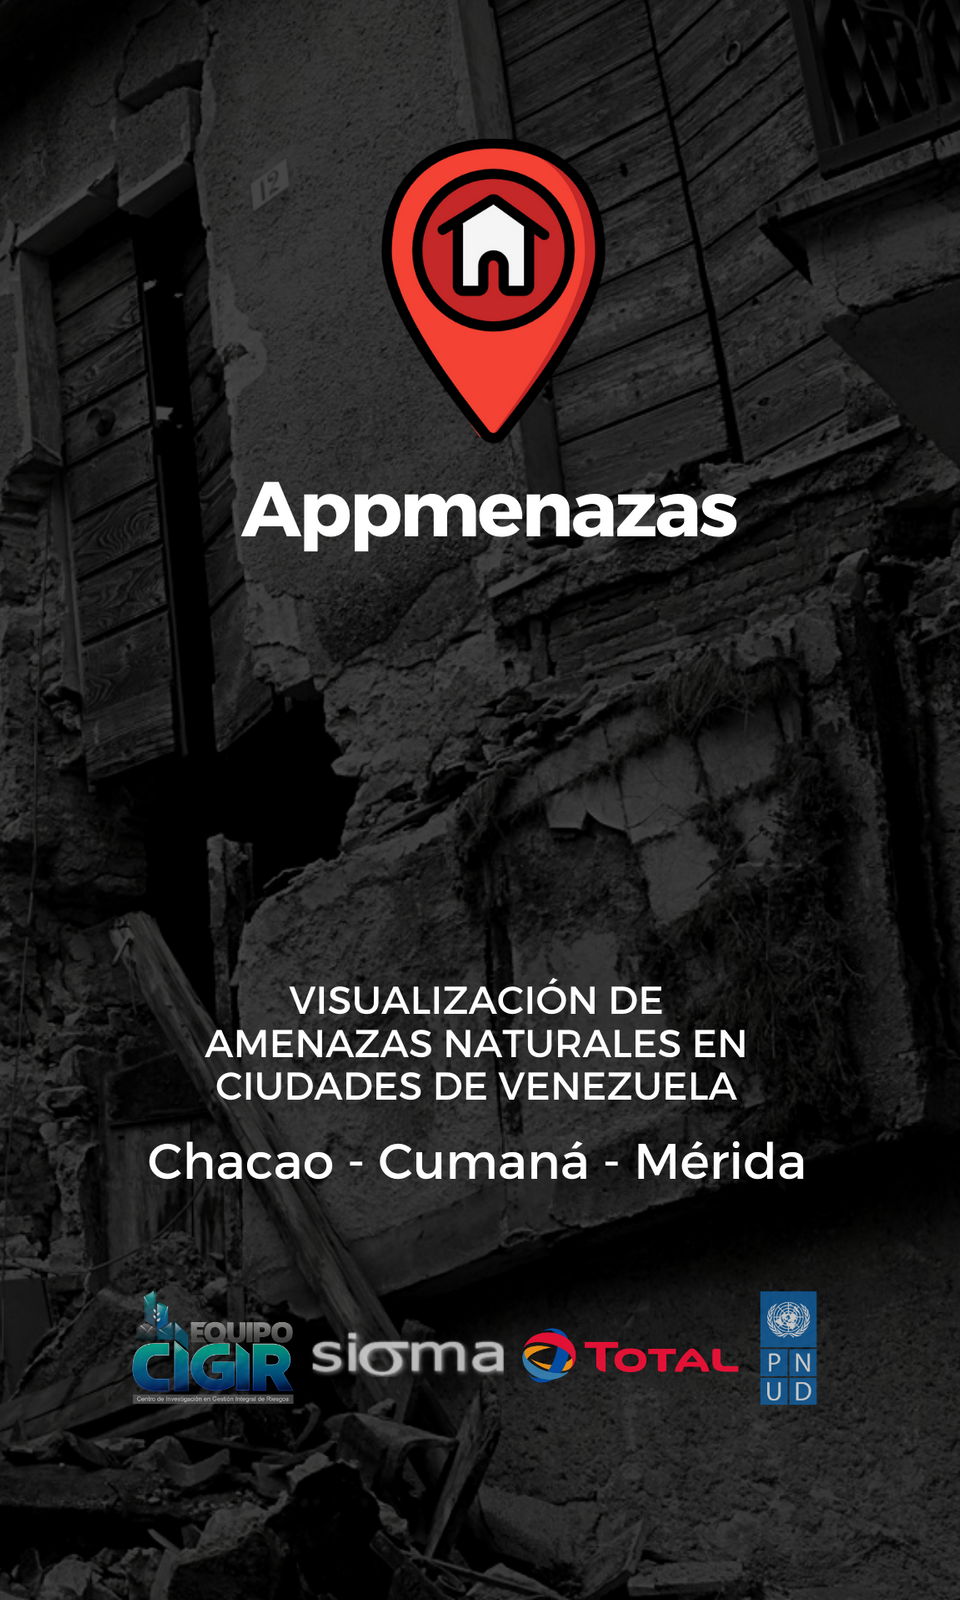 12
Appmenazas
VISUALIZACIÓN DE
AMENAZAS NATURALES EN
CIUDADES DE VENEZUELA
Chacao - Cumaná - Mérida
EQUIPO
CIGIR
Centro de Investigación en Gestión Integral de Riesgos
sigma
TOTAL
PN
UD